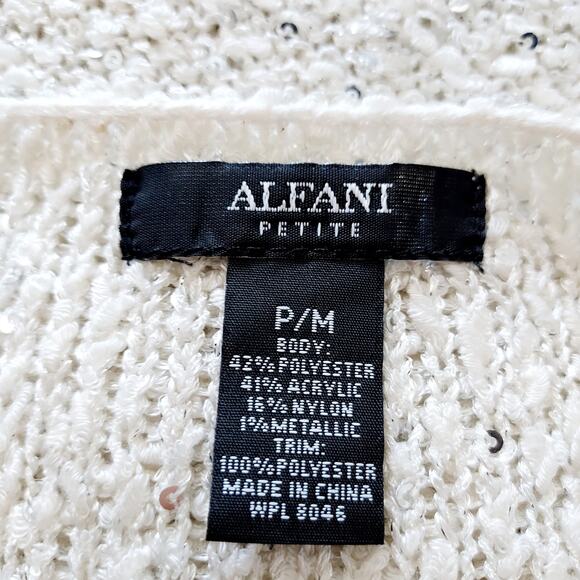 ALFANI
PETITE
P/M
BODY:
42%POLYESTER
41%ACRYLIC
16%NYLON
1%METALLIC
TRIM:
100%POLYESTER
MADE IN CHINA
WPL 8046